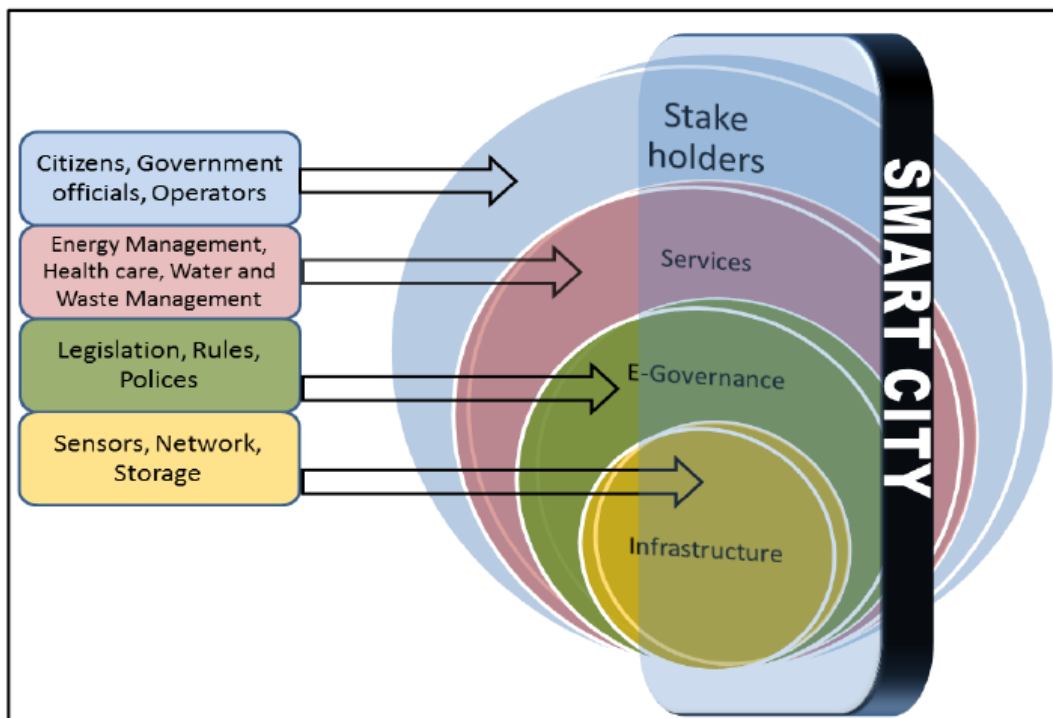 Citizens, Government
officials, Operators
Energy Management,
Health care, Water and
Waste Management
Legislation, Rules,
Polices
Sensors, Network,
Storage
Stake
holders
Services
E-Governance
Infrastructure
SMART CITY